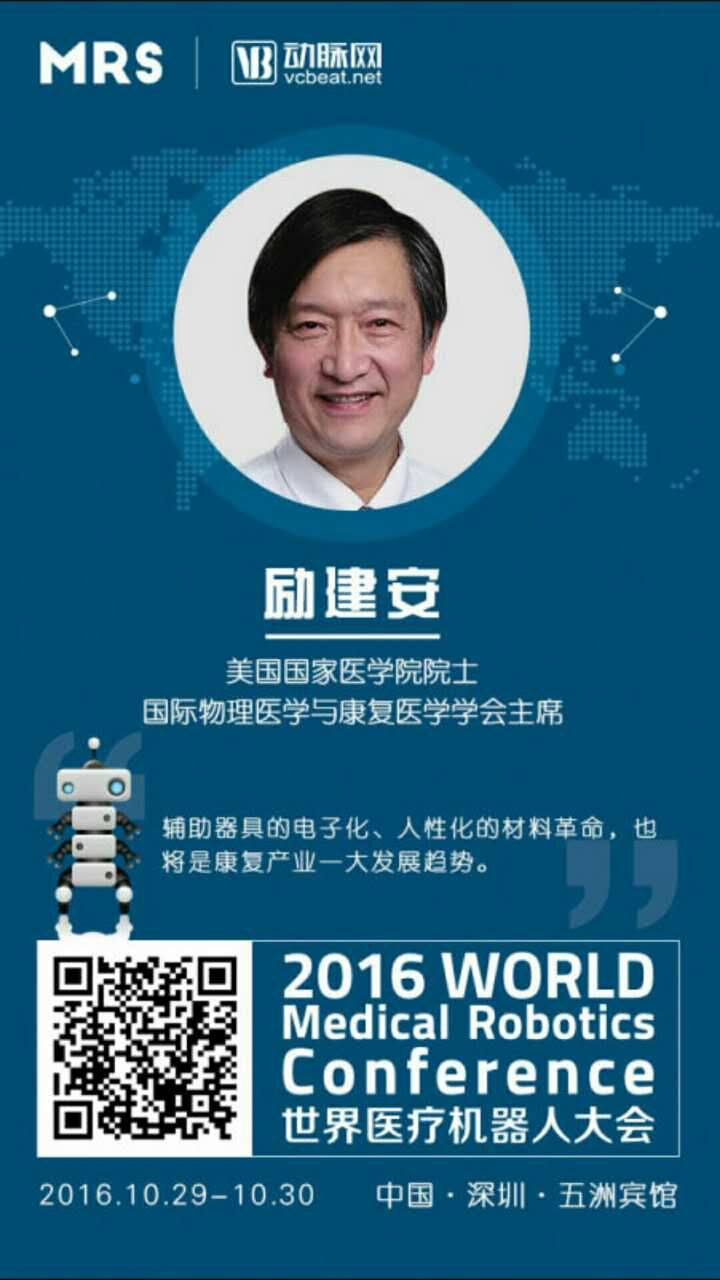 MRS
VB 动脉网
vcbeat.net
励建安
美国国家医学院院士
国际物理医学与康复医学学会主席
辅助器具的电子化、人性化的材料革命，也
将是康复产业一大发展趋势。
2016 WORLD
Medical Robotics
Conference
世界医疗机器人大会
2016.10.29-10.30 中国·深圳·五洲宾馆